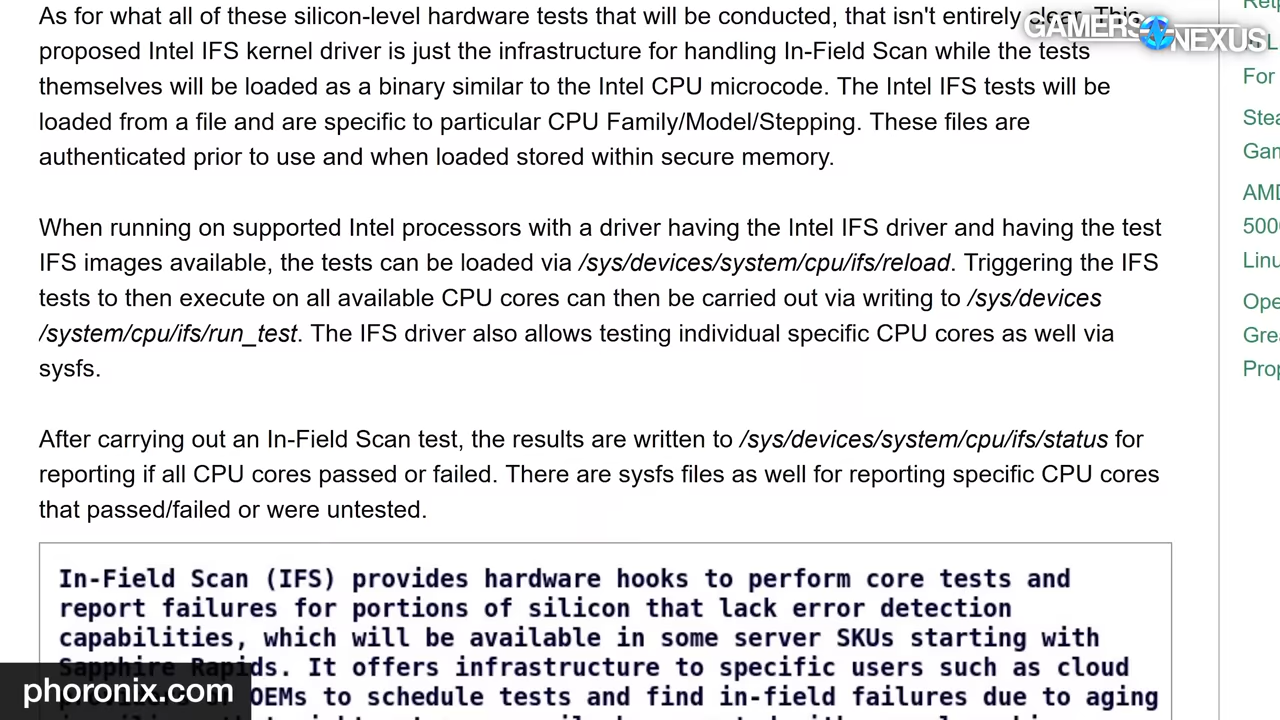 As for what all of these silicon-level hardware tests that will be conducted, that isn't entirely clear. This
proposed Intel IFS kernel driver is just the infrastructure for handling In-Field Scan while the tests
themselves will be loaded as a binary similar to the Intel CPU microcode. The Intel IFS tests will be
loaded from a file and are specific to particular CPU Family/Model/Stepping. These files are
authenticated prior to use and when loaded stored within secure memory.
When running on supported Intel processors with a driver having the Intel IFS driver and having the test
IFS images available, the tests can be loaded via /sys/devices/system/cpu/ifs/reload. Triggering the IFS
tests to then execute on all available CPU cores can then be carried out via writing to /sys/devices
/system/cpu/ifs/run_test. The IFS driver also allows testing individual specific CPU cores as well via
sysfs.
After carrying out an In-Field Scan test, the results are written to /sys/devices/system/cpu/ifs/status for
reporting if all CPU cores passed or failed. There are sysfs files as well for reporting specific CPU cores
that passed/failed or were untested.
In-Field Scan (IFS) provides hardware hooks to perform core tests and
report failures for portions of silicon that lack error detection
capabilities, which will be available in some server SKUs starting with
Sapphire Rapids. It offers infrastructure to specific users such as cloud
OEMs to schedule tests and find in-field failures due to aging
GAMERS NEXUS
For
Gam
AMD
500
Linu
Ope
Grea
Prop
phoronix.com